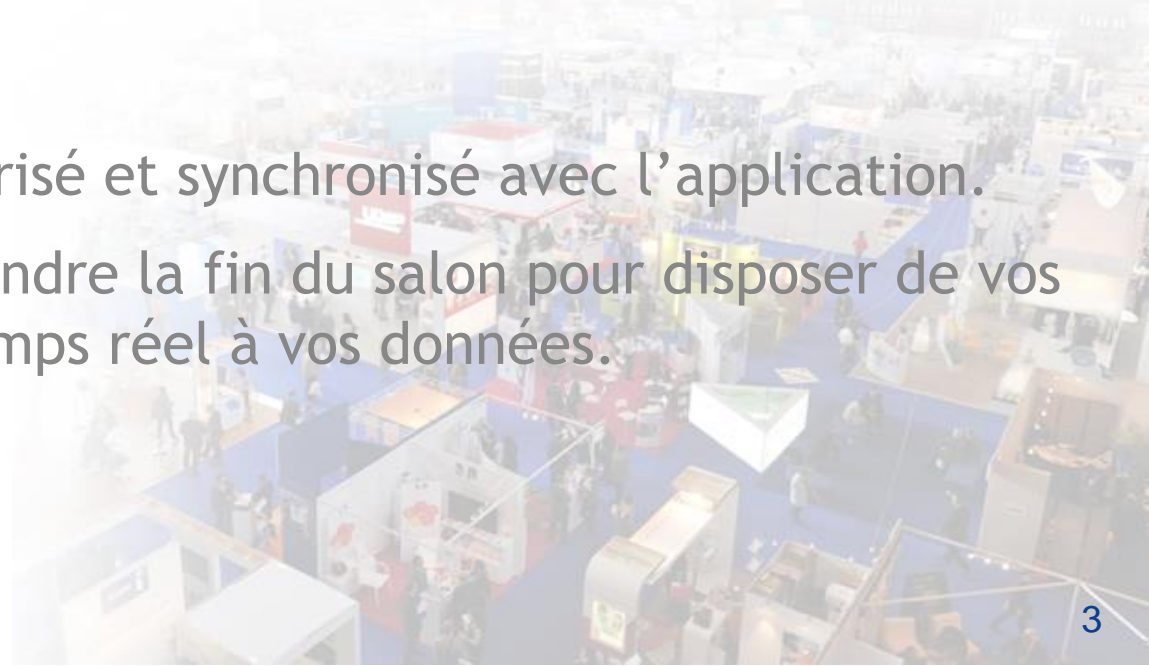 risé et synchronisé avec l’application.
ndre la fin du salon pour disposer de vos
mps réel à vos données.
3